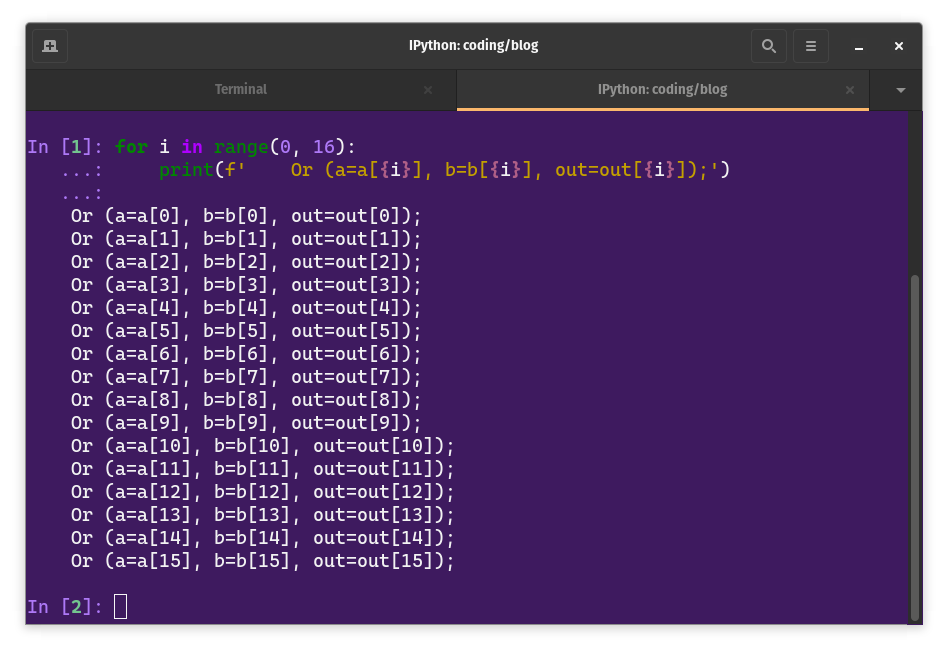 IPython: coding/blog
Terminal
IPython: coding/blog
In [1]: for i in range(0, 16):
   ...:     print(f'    Or (a=a[{i}], b=b[{i}], out=out[{i}]);')
   ...:
    Or (a=a[0], b=b[0], out=out[0]);
    Or (a=a[1], b=b[1], out=out[1]);
    Or (a=a[2], b=b[2], out=out[2]);
    Or (a=a[3], b=b[3], out=out[3]);
    Or (a=a[4], b=b[4], out=out[4]);
    Or (a=a[5], b=b[5], out=out[5]);
    Or (a=a[6], b=b[6], out=out[6]);
    Or (a=a[7], b=b[7], out=out[7]);
    Or (a=a[8], b=b[8], out=out[8]);
    Or (a=a[9], b=b[9], out=out[9]);
    Or (a=a[10], b=b[10], out=out[10]);
    Or (a=a[11], b=b[11], out=out[11]);
    Or (a=a[12], b=b[12], out=out[12]);
    Or (a=a[13], b=b[13], out=out[13]);
    Or (a=a[14], b=b[14], out=out[14]);
    Or (a=a[15], b=b[15], out=out[15]);
In [2]: